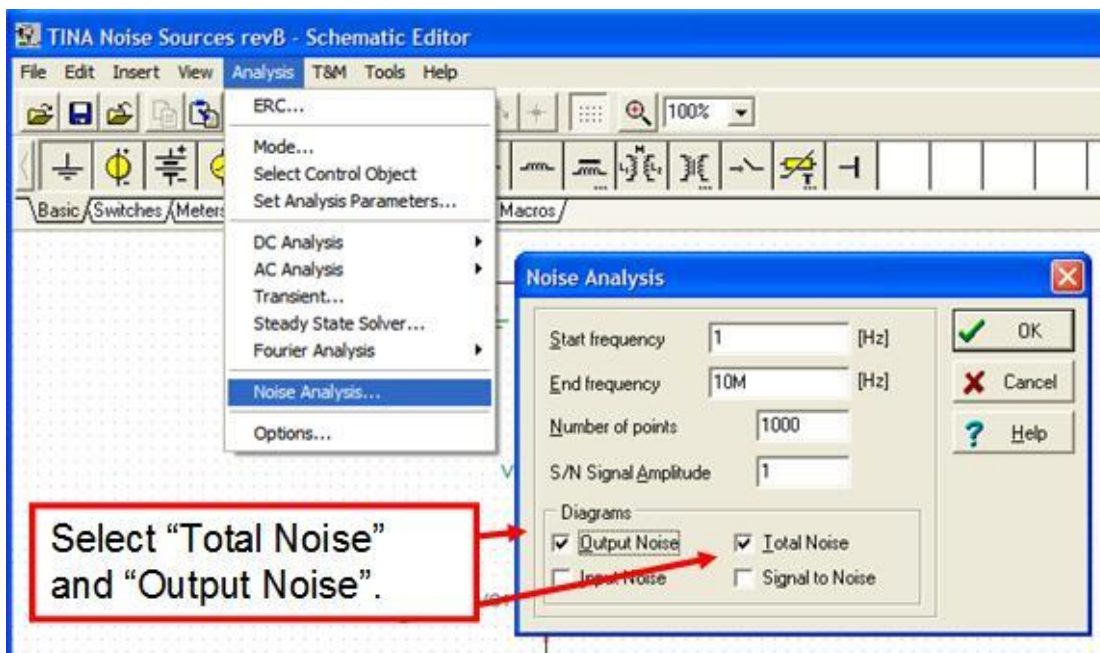 TINA Noise Sources revB - Schematic Editor
File Edit Insert View Analysis T&M Tools Help
100%
Basic Switches Meters Macros
ERC...
Mode...
Select Control Object
Set Analysis Parameters...
DC Analysis
AC Analysis
Transient...
Steady State Solver...
Fourier Analysis
Noise Analysis...
Options...
Noise Analysis
Start frequency 1 [Hz]
End frequency 10M [Hz]
Number of points 1000
S/N Signal Amplitude 1
Diagrams
Output Noise Total Noise
Input Noise Signal to Noise
OK
Cancel
Help
Select “Total Noise”
and “Output Noise”.